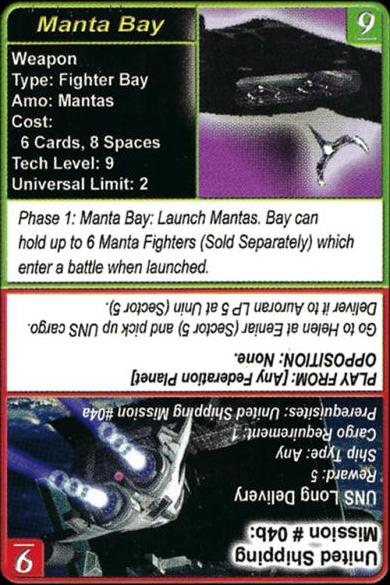 Manta Bay
9
Weapon
Type: Fighter Bay
Amo: Mantas
Cost:
6 Cards, 8 Spaces
Tech Level: 9
Universal Limit: 2
Phase 1: Manta Bay: Launch Mantas. Bay can
hold up to 6 Manta Fighters (Sold Separately) which
enter a battle when launched.
United Shipping
Mission # 04b:
9
UNS Long Delivery
Reward: 5
Ship Type: Any
Cargo Requirement: 1
Prerequisites: United Shipping Mission #04a
PLAY FROM: [Any Federation Planet]
OPPOSITION: None.
Go to Helen at Eeniar (Sector 5) and pick up UNS cargo.
Deliver it to Auroran LP 5 at Unin (Sector 5).